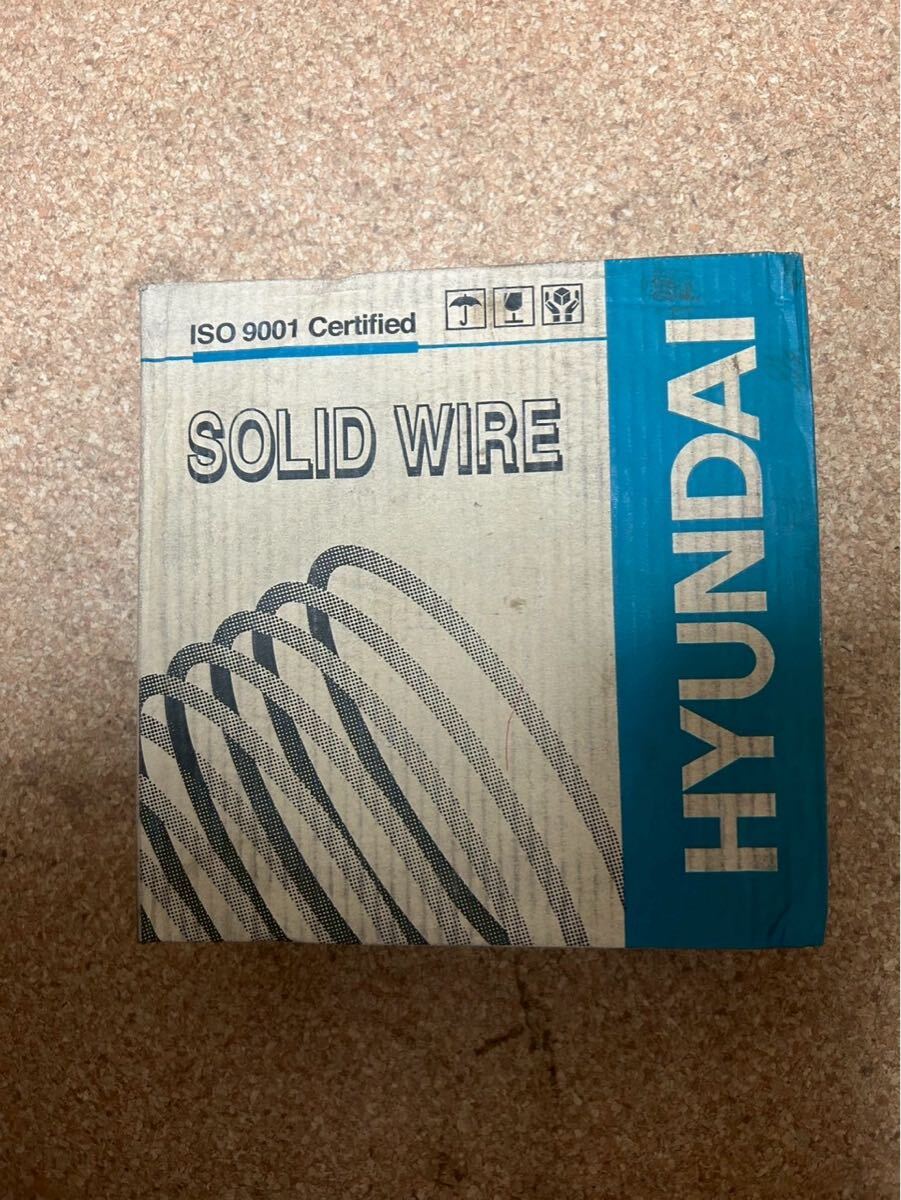 ISO 9001 Certified
SOLID WIRE
HYUNDAI